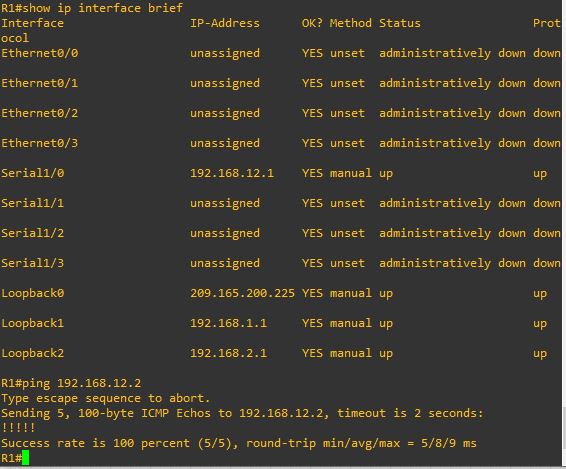 R1#show ip interface brief
Interface IP-Address OK? Method Status Prot
ocol
Ethernet0/0 unassigned YES unset administratively down down
Ethernet0/1 unassigned YES unset administratively down down
Ethernet0/2 unassigned YES unset administratively down down
Ethernet0/3 unassigned YES unset administratively down down
Serial1/0 192.168.12.1 YES manual up up
Serial1/1 unassigned YES unset administratively down down
Serial1/2 unassigned YES unset administratively down down
Serial1/3 unassigned YES unset administratively down down
Loopback0 209.165.200.225 YES manual up up
Loopback1 192.168.1.1 YES manual up up
Loopback2 192.168.2.1 YES manual up up
R1#ping 192.168.12.2
Type escape sequence to abort.
Sending 5, 100-byte ICMP Echos to 192.168.12.2, timeout is 2 seconds:
!!!!!
Success rate is 100 percent (5/5), round-trip min/avg/max = 5/8/9 ms
R1#